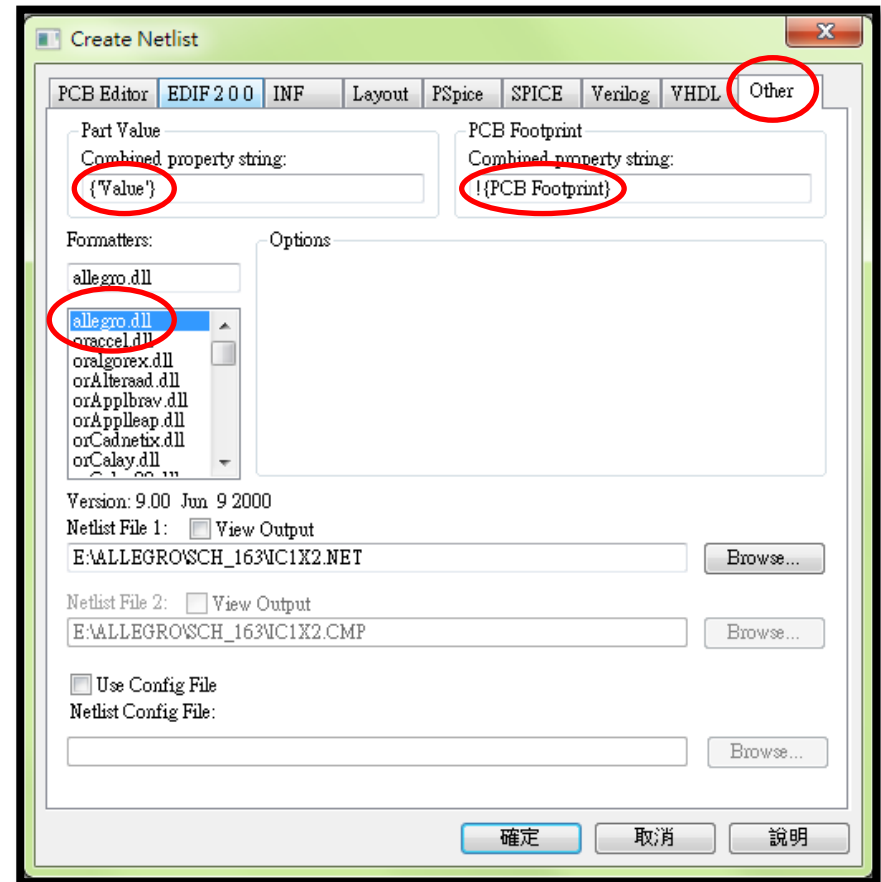 Create Netlist
PCB Editor EDIF 2 0 0 INF Layout PSpice SPICE Verilog VHDL Other
Part Value
Combined property string:
{'Value'}
PCB Footprint
Combined property string:
!{PCB Footprint}
Formatters:
Options
allegro.dll
allegro.dll
oraccel.dll
oralgorex.dll
orAlteraad.dll
orApplbrav.dll
orApplleap.dll
orCadnetix.dll
orCalay.dll
Version: 9.00 Jun 9 2000
Netlist File 1: View Output
E:\ALLEGRO\SCH_163\IC1X2.NET Browse...
Netlist File 2: View Output
E:\ALLEGRO\SCH_163\IC1X2.CMP Browse...
Use Config File
Netlist Config File:
Browse...
確定 取消 說明